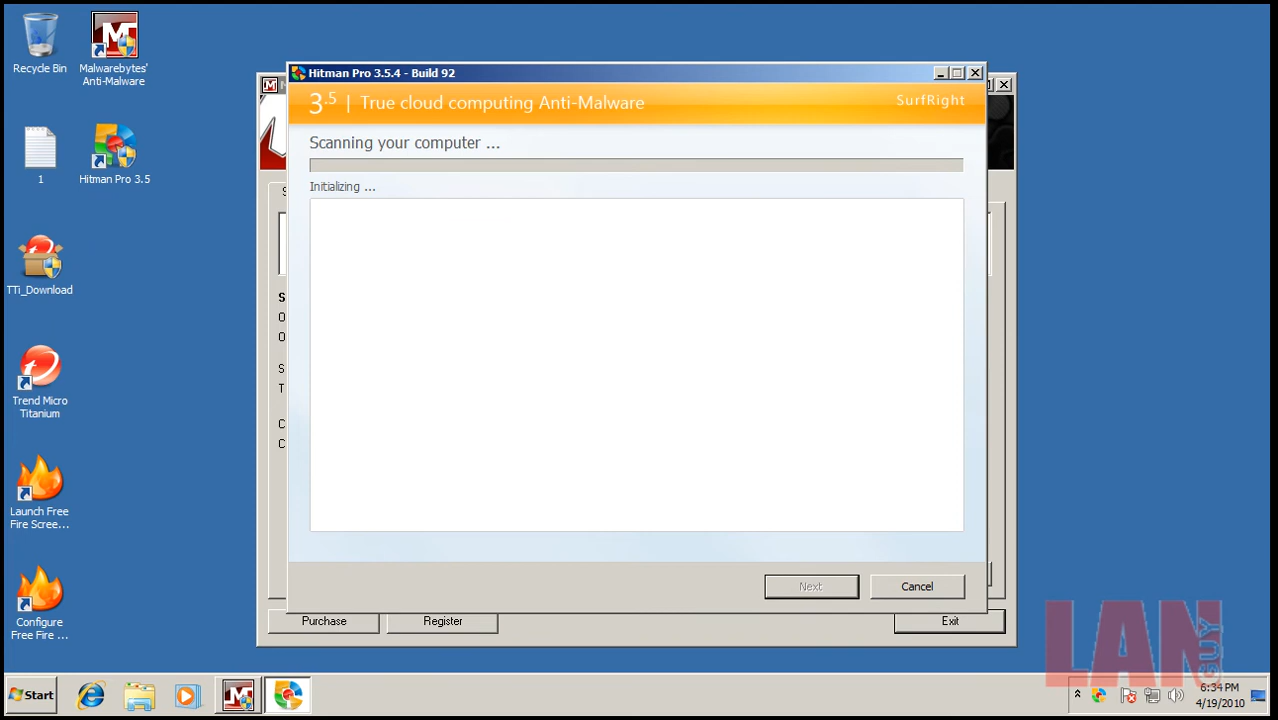 Recycle Bin
Malwarebytes'
Anti-Malware
1
Hitman Pro 3.5
TTi_Download
Trend Micro
Titanium
Launch Free
Fire Scree...
Configure
Free Fire ...
Hitman Pro 3.5.4 - Build 92
3.5 | True cloud computing Anti-Malware
SurfRight
Scanning your computer ...
Initializing ...
Next
Cancel
Purchase
Register
Exit
LAN
GUY
Start
6:34 PM
4/19/2010